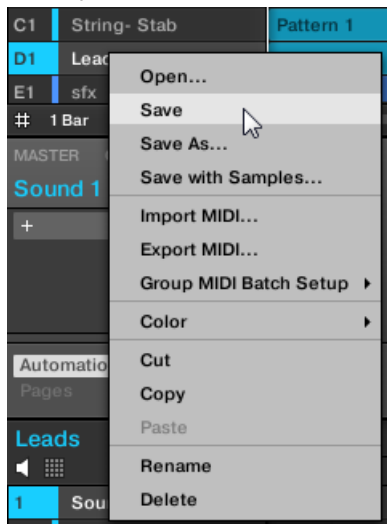 C1 String- Stab Pattern 1
D1 Lead
E1 sfx
# 1 Bar
MASTER
Sound 1
+
Automatio
Pages
Leads
1 Sou
Open...
Save
Save As...
Save with Samples...
Import MIDI...
Export MIDI...
Group MIDI Batch Setup
Color
Cut
Copy
Paste
Rename
Delete